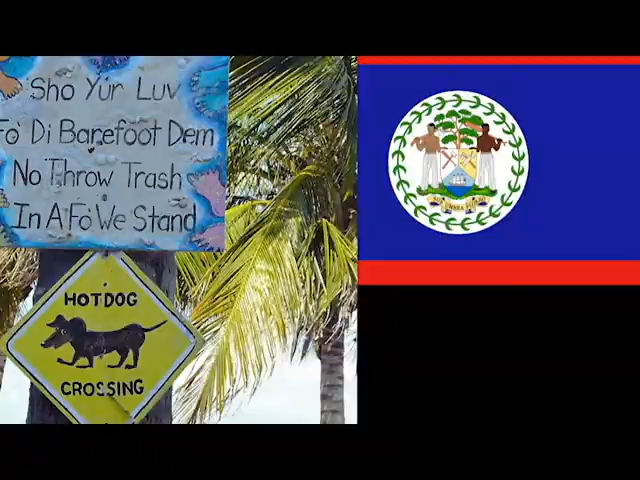 Sho Yur Luv
Fo Di Barefoot Dem
No Throw Trash
In A Fo We Stand
HOTDOG
CROSSING